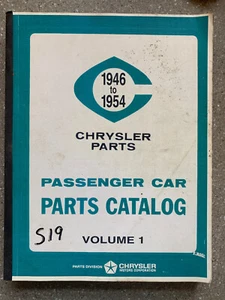 1946
to
1954
CHRYSLER
PARTS
PASSENGER CAR
PARTS CATALOG
S19
VOLUME 1
PARTS DIVISION CHRYSLER
MOTORS CORPORATION